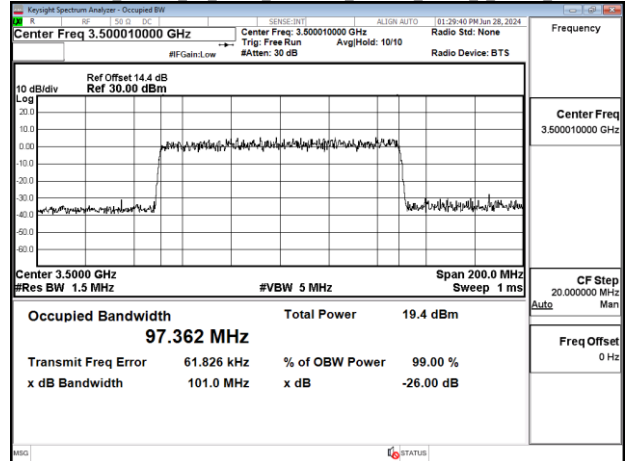 Keysight Spectrum Analyzer - Occupied BW
R RF 50 Ω DC SENSE:INT ALIGN AUTO 01:29:40 PM Jun 28, 2024
Center Freq 3.500010000 GHz Center Freq: 3.500010000 GHz Radio Std: None Frequency
Trig: Free Run Avg|Hold: 10/10
#IFGain:Low #Atten: 30 dB Radio Device: BTS
Ref Offset 14.4 dB
10 dB/div Ref 30.00 dBm
Log
20.0
10.0
0.00
-10.0
-20.0
-30.0
-40.0
-50.0
-60.0
Center Freq
3.500010000 GHz
Center 3.5000 GHz Span 200.0 MHz
#Res BW 1.5 MHz #VBW 5 MHz Sweep 1 ms
CF Step
20.000000 MHz
Auto Man
Occupied Bandwidth Total Power 19.4 dBm
97.362 MHz
Transmit Freq Error 61.826 kHz % of OBW Power 99.00 %
x dB Bandwidth 101.0 MHz x dB -26.00 dB
Freq Offset
0 Hz
MSG STATUS